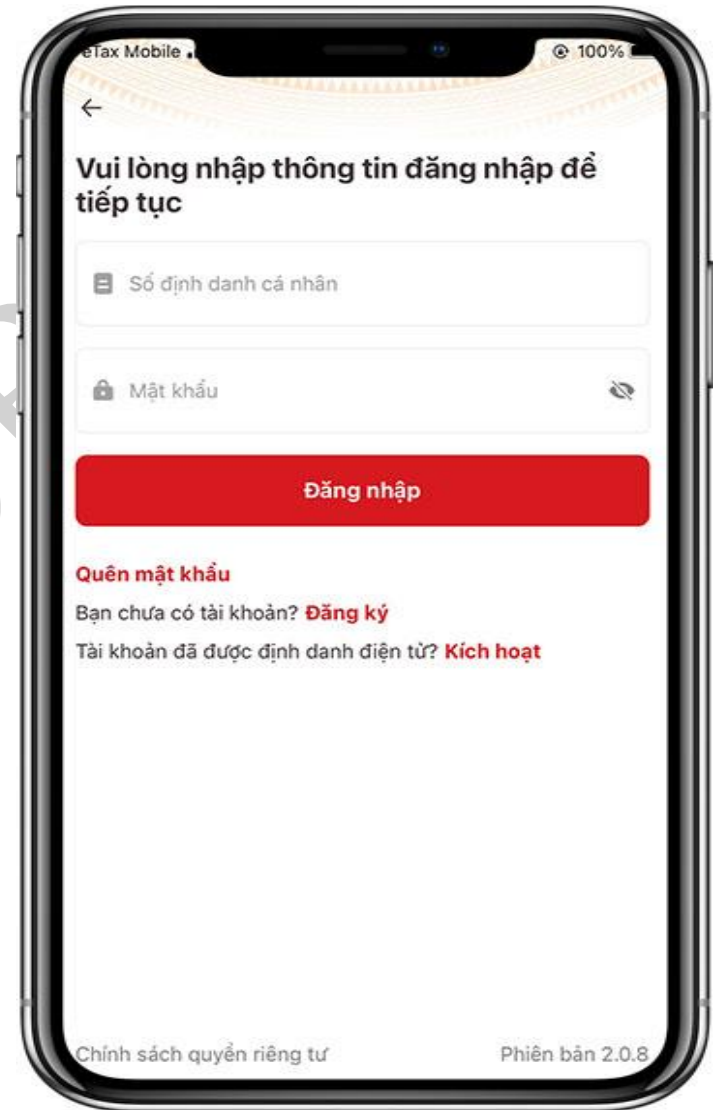 eTax Mobile
100%
Vui lòng nhập thông tin đăng nhập để
tiếp tục
Số định danh cá nhân
Mật khẩu
Đăng nhập
Quên mật khẩu
Bạn chưa có tài khoản? Đăng ký
Tài khoản đã được định danh điện tử? Kích hoạt
Chính sách quyền riêng tư Phiên bản 2.0.8